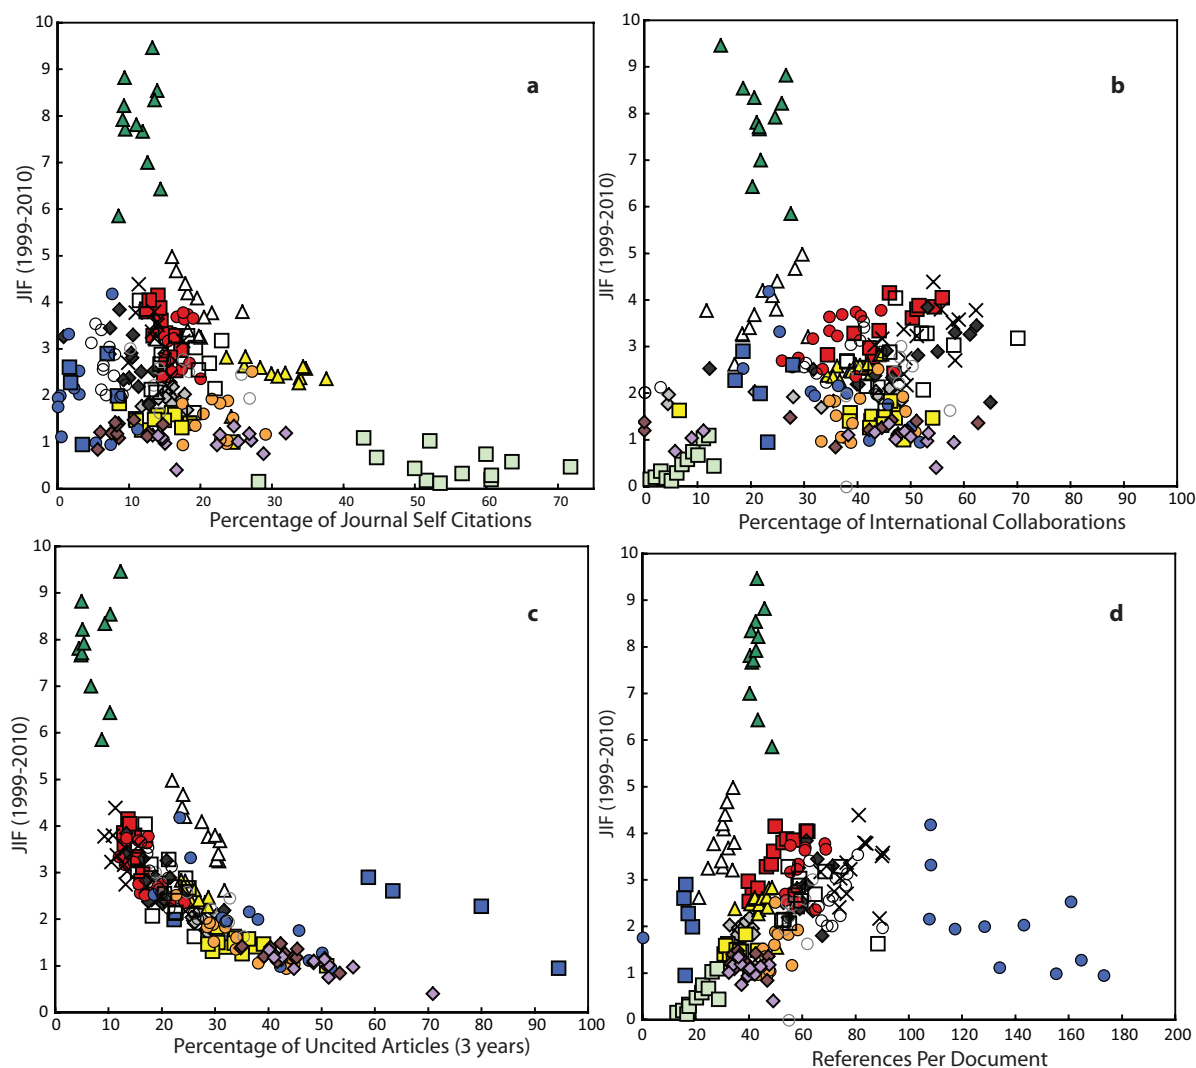 10
9
8
7
6
5
4
3
2
1
0
JIF (1999-2010)
a
0 10 20 30 40 50 60 70
Percentage of Journal Self Citations
10
9
8
7
6
5
4
3
2
1
0
JIF (1999-2010)
b
0 10 20 30 40 50 60 70 80 90 100
Percentage of International Collaborations
10
9
8
7
6
5
4
3
2
1
0
JIF (1999-2010)
c
0 10 20 30 40 50 60 70 80 90 100
Percentage of Uncited Articles (3 years)
10
9
8
7
6
5
4
3
2
1
0
JIF (1999-2010)
d
0 20 40 60 80 100 120 140 160 180 200
References Per Document